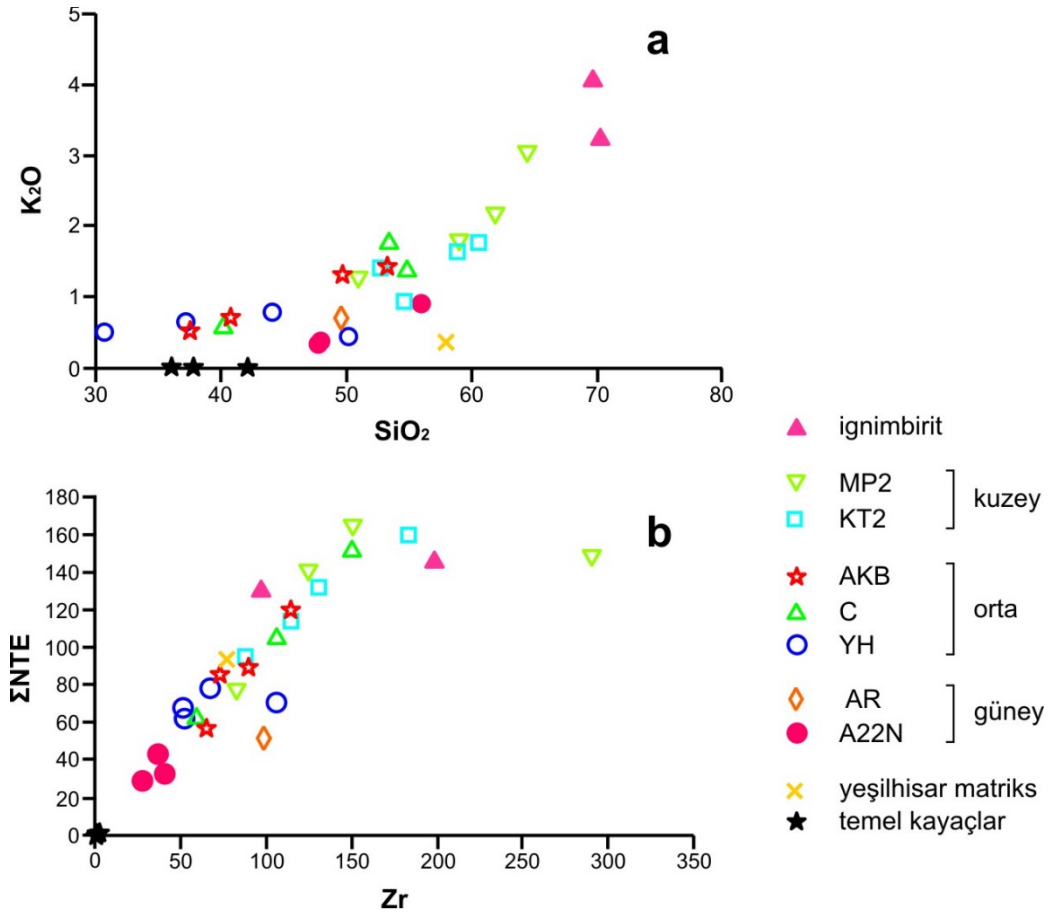 a
5
4
3
2
1
0
K₂O
30
40
50
60
70
80
SiO₂
b
180
160
140
120
100
80
60
40
20
0
ΣNTE
0
50
100
150
200
250
300
350
Zr
ignimbirit
MP2
KT2
kuzey
AKB
C
YH
orta
AR
A22N
güney
yeşilhisar matriks
temel kayaçlar